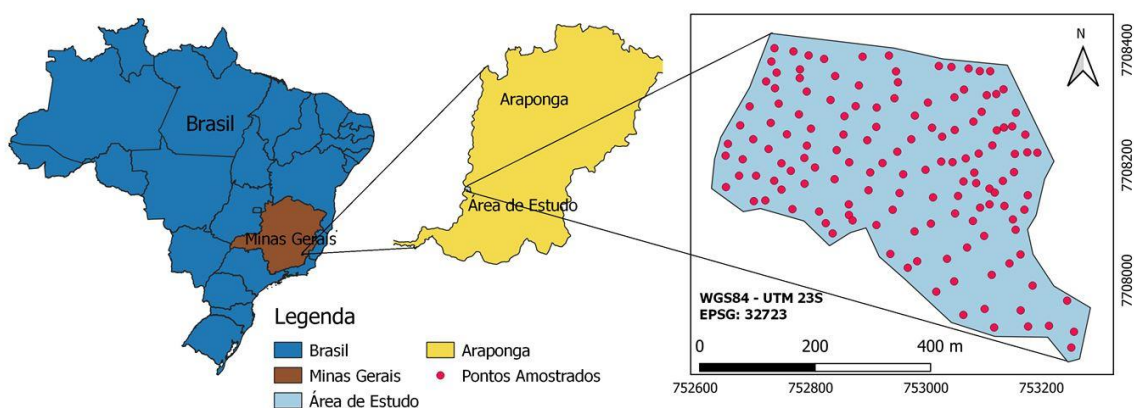 Brasil
Minas Gerais
Araponga
Área de Estudo
N
7708400
7708200
7708000
WGS84 - UTM 23S
EPSG: 32723
0 200 400 m
752600 752800 753000 753200
Legenda
Brasil
Minas Gerais
Área de Estudo
Araponga
Pontos Amostrados